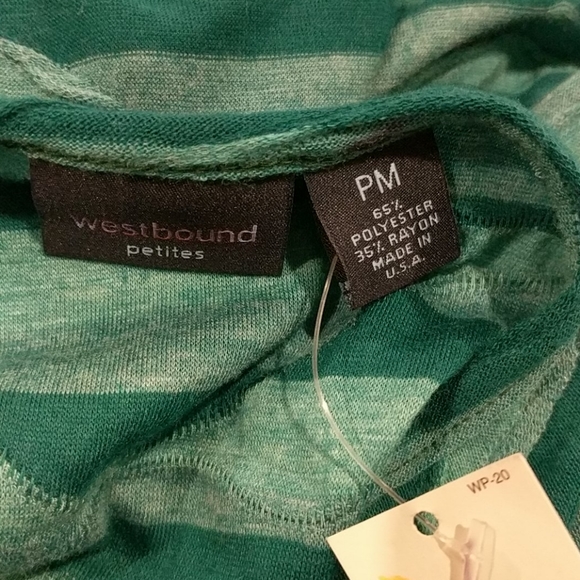 westbound
petites
PM
65%
POLYESTER
35% RAYON
MADE IN
U.S.A.
WP-20